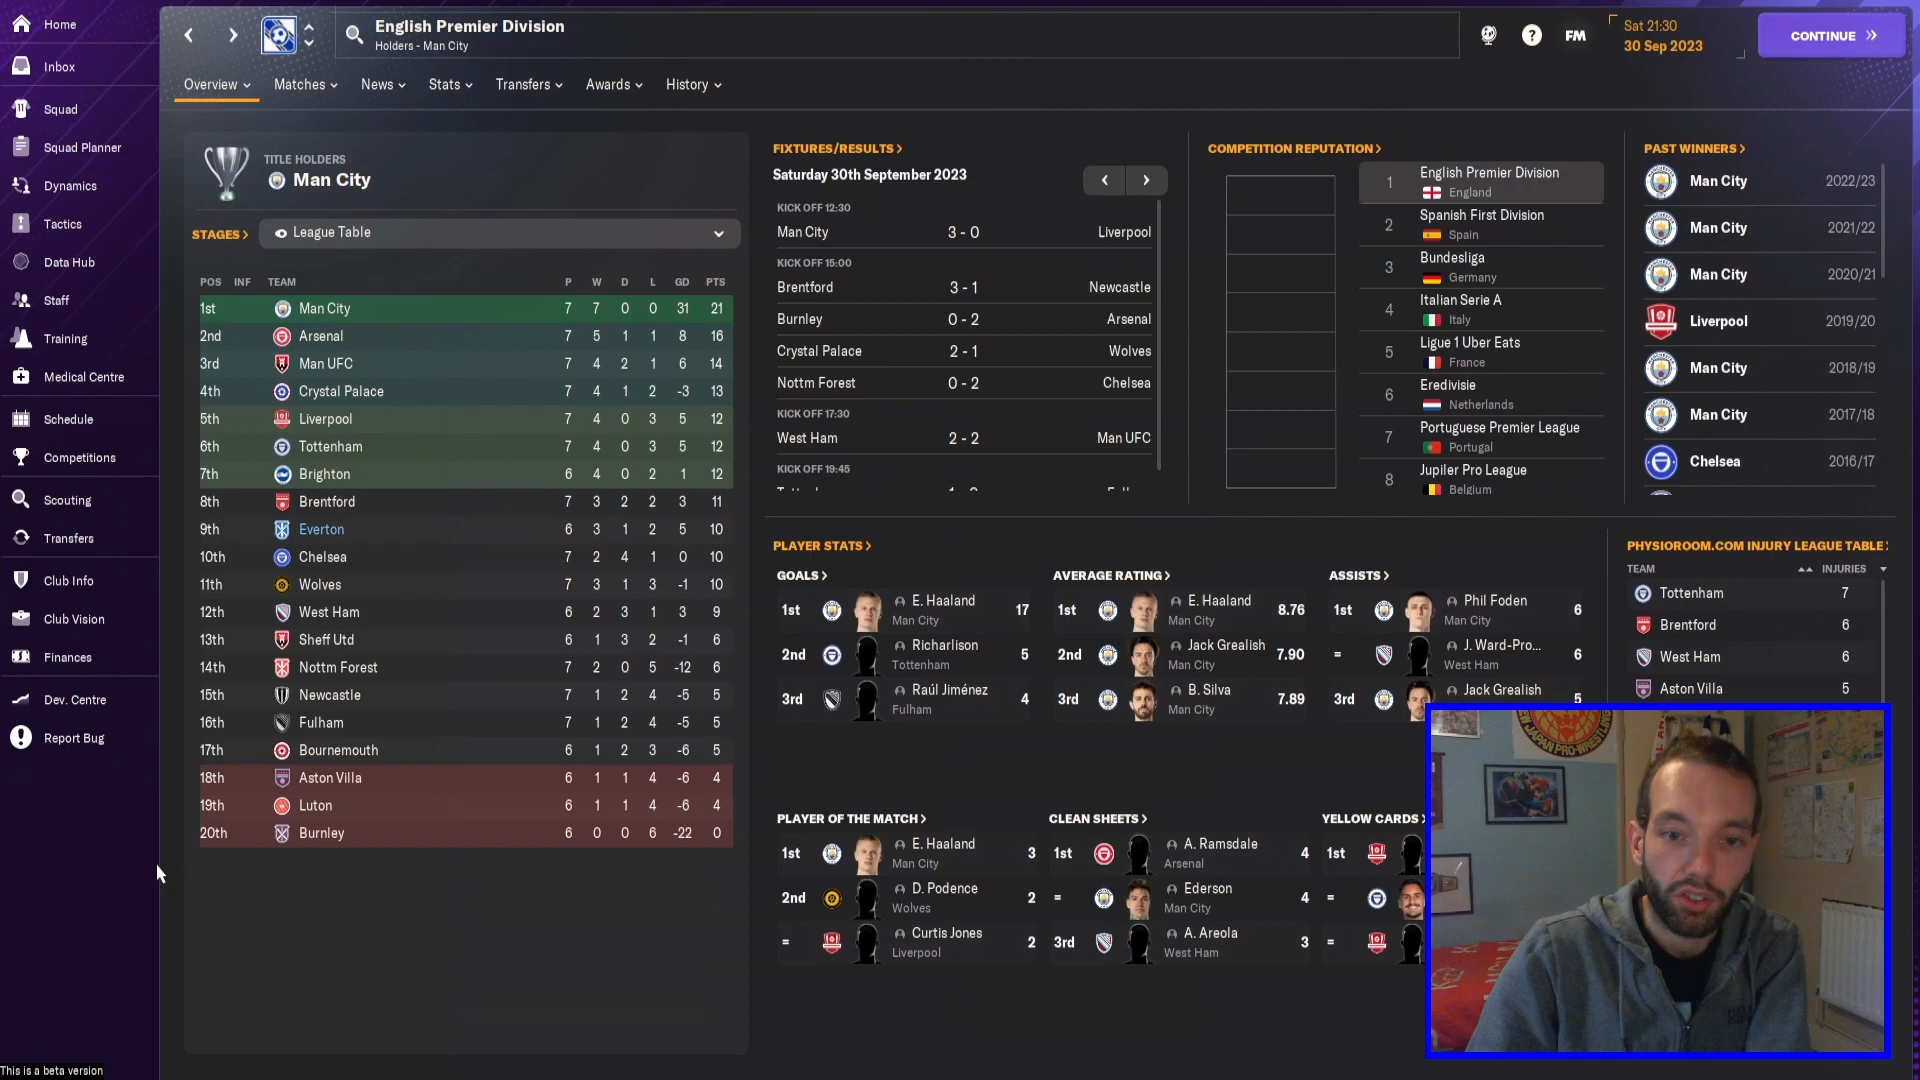 Home
Inbox
Squad
Squad Planner
Dynamics
Tactics
Data Hub
Staff
Training
Medical Centre
Schedule
Competitions
Scouting
Transfers
Club Info
Club Vision
Finances
Dev. Centre
Report Bug
This is a beta version
English Premier Division
Holders - Man City
FM
Sat 21:30
30 Sep 2023
CONTINUE
Overview Matches News Stats Transfers Awards History
TITLE HOLDERS
Man City
STAGES > League Table
POS INF TEAM P W D L GD PTS
1st Man City 7 7 0 0 31 21
2nd Arsenal 7 5 1 1 8 16
3rd Man UFC 7 4 2 1 6 14
4th Crystal Palace 7 4 1 2 -3 13
5th Liverpool 7 4 0 3 5 12
6th Tottenham 7 4 0 3 5 12
7th Brighton 6 4 0 2 1 12
8th Brentford 7 3 2 2 3 11
9th Everton 6 3 1 2 5 10
10th Chelsea 7 2 4 1 0 10
11th Wolves 7 3 1 3 -1 10
12th West Ham 6 2 3 1 3 9
13th Sheff Utd 6 1 3 2 -1 6
14th Nottm Forest 7 2 0 5 -12 6
15th Newcastle 7 1 2 4 -5 5
16th Fulham 7 1 2 4 -5 5
17th Bournemouth 6 1 2 3 -6 5
18th Aston Villa 6 1 1 4 -6 4
19th Luton 6 1 1 4 -6 4
20th Burnley 6 0 0 6 -22 0
FIXTURES/RESULTS >
Saturday 30th September 2023
KICK OFF 12:30
Man City 3 - 0 Liverpool
KICK OFF 15:00
Brentford 3 - 1 Newcastle
Burnley 0 - 2 Arsenal
Crystal Palace 2 - 1 Wolves
Nottm Forest 0 - 2 Chelsea
KICK OFF 17:30
West Ham 2 - 2 Man UFC
KICK OFF 19:45
COMPETITION REPUTATION >
1 English Premier Division
England
2 Spanish First Division
Spain
3 Bundesliga
Germany
4 Italian Serie A
Italy
5 Ligue 1 Uber Eats
France
6 Eredivisie
Netherlands
7 Portuguese Premier League
Portugal
8 Jupiler Pro League
Belgium
PAST WINNERS >
Man City 2022/23
Man City 2021/22
Man City 2020/21
Liverpool 2019/20
Man City 2018/19
Man City 2017/18
Chelsea 2016/17
PLAYER STATS >
GOALS >
1st E. Haaland 17
Man City
2nd Richarlison 5
Tottenham
3rd Raúl Jiménez 4
Fulham
AVERAGE RATING >
1st E. Haaland 8.76
Man City
2nd Jack Grealish 7.90
Man City
3rd B. Silva 7.89
Man City
ASSISTS >
1st Phil Foden 6
Man City
= J. Ward-Pro... 6
West Ham
3rd Jack Grealish 5
PHYSIOROOM.COM INJURY LEAGUE TABLE
TEAM INJURIES
Tottenham 7
Brentford 6
West Ham 6
Aston Villa 5
PLAYER OF THE MATCH >
1st E. Haaland 3
Man City
2nd D. Podence 2
Wolves
= Curtis Jones 2
Liverpool
CLEAN SHEETS >
1st A. Ramsdale 4
Arsenal
= Ederson 4
Man City
3rd A. Areola 3
West Ham
YELLOW CARDS >
1st
=
=
JAPAN PRO-WRESTLING